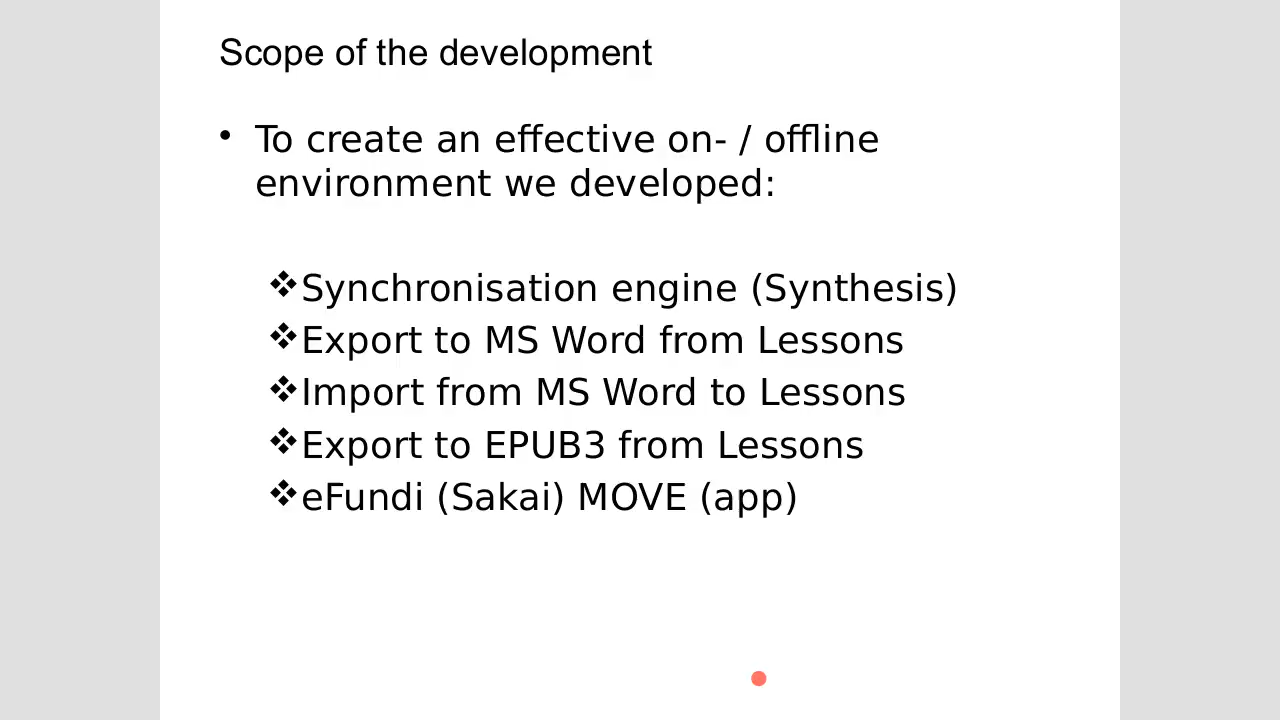 Scope of the development
• To create an effective on- / offline
environment we developed:
❖Synchronisation engine (Synthesis)
❖Export to MS Word from Lessons
❖Import from MS Word to Lessons
❖Export to EPUB3 from Lessons
❖eFundi (Sakai) MOVE (app)